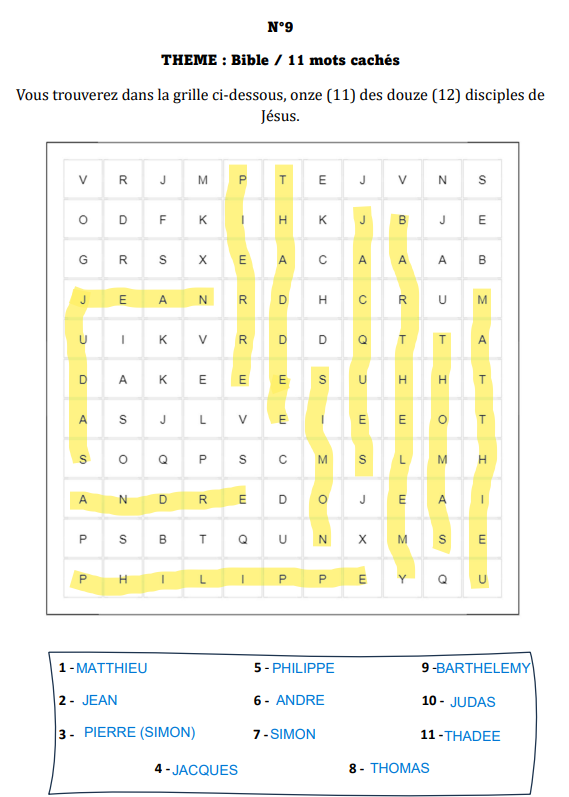 N°9
THEME : Bible / 11 mots cachés
Vous trouverez dans la grille ci-dessous, onze (11) des douze (12) disciples de
Jésus.
V R J M P T E J V N S
O D F K I H K J B J E
G R S X E A C A A A B
J E A N R D H C R U M
U I K V R D D Q T T A
D A K E E E S U H H T
A S J L V E I E E O T
S O Q P S C M S L M H
A N D R E D O J E A I
P S B T Q U N X M S E
P H I L I P P E Y Q U
1 - MATTHIEU 5 - PHILIPPE 9 -BARTHELEMY
2 - JEAN 6 - ANDRE 10 - JUDAS
3 - PIERRE (SIMON) 7 - SIMON 11 -THADEE
4 - JACQUES 8 - THOMAS